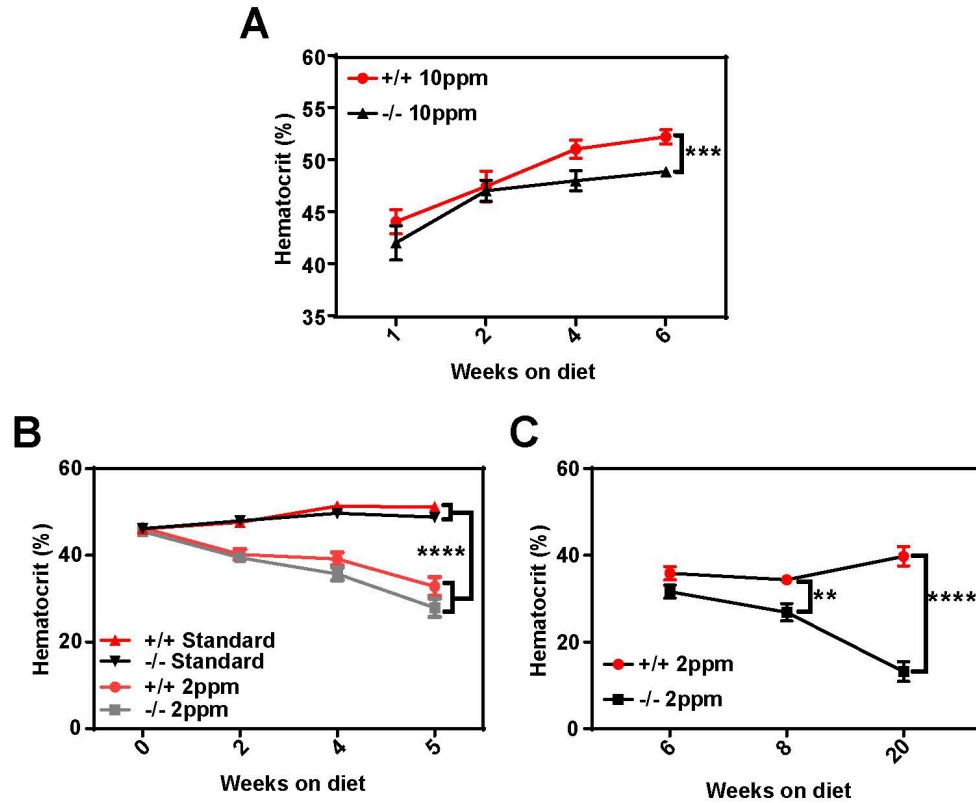 A
60
55
50
45
40
35
Hematocrit (%)
+/+ 10ppm
-/- 10ppm
***
1 2 4 6
Weeks on diet
B
60
40
20
0
Hematocrit (%)
****
+/+ Standard
-/- Standard
+/+ 2ppm
-/- 2ppm
0 2 4 5
Weeks on diet
C
60
40
20
0
Hematocrit (%)
**
****
+/+ 2ppm
-/- 2ppm
6 8 20
Weeks on diet